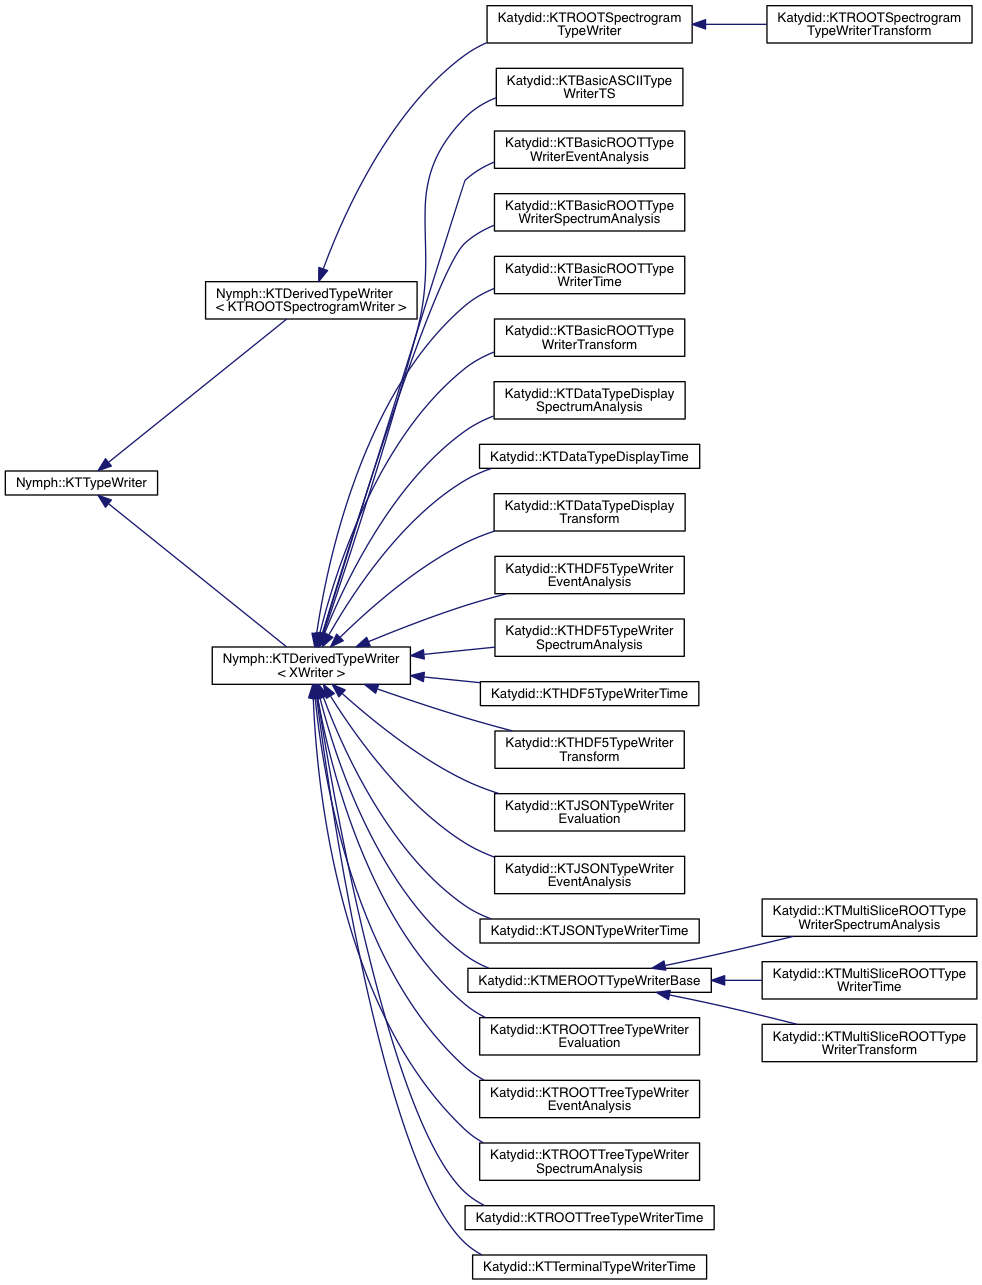 Katydid::KTROOTSpectrogram
TypeWriter
Katydid::KTROOTSpectrogram
TypeWriterTransform
Katydid::KTBasicASCIIType
WriterTS
Katydid::KTBasicROOTType
WriterEventAnalysis
Katydid::KTBasicROOTType
WriterSpectrumAnalysis
Katydid::KTBasicROOTType
WriterTime
Nymph::KTDerivedTypeWriter
< KTROOTSpectrogramWriter >
Katydid::KTBasicROOTType
WriterTransform
Katydid::KTDataTypeDisplay
SpectrumAnalysis
Katydid::KTDataTypeDisplayTime
Nymph::KTTypeWriter
Katydid::KTDataTypeDisplay
Transform
Katydid::KTHDF5TypeWriter
EventAnalysis
Katydid::KTHDF5TypeWriter
SpectrumAnalysis
Nymph::KTDerivedTypeWriter
< XWriter >
Katydid::KTHDF5TypeWriterTime
Katydid::KTHDF5TypeWriter
Transform
Katydid::KTJSONTypeWriter
Evaluation
Katydid::KTJSONTypeWriter
EventAnalysis
Katydid::KTJSONTypeWriterTime
Katydid::KTMultiSliceROOTType
WriterSpectrumAnalysis
Katydid::KTMEROOTTypeWriterBase
Katydid::KTMultiSliceROOTType
WriterTime
Katydid::KTROOTTreeTypeWriter
Evaluation
Katydid::KTMultiSliceROOTType
WriterTransform
Katydid::KTROOTTreeTypeWriter
EventAnalysis
Katydid::KTROOTTreeTypeWriter
SpectrumAnalysis
Katydid::KTROOTTreeTypeWriterTime
Katydid::KTTerminalTypeWriterTime